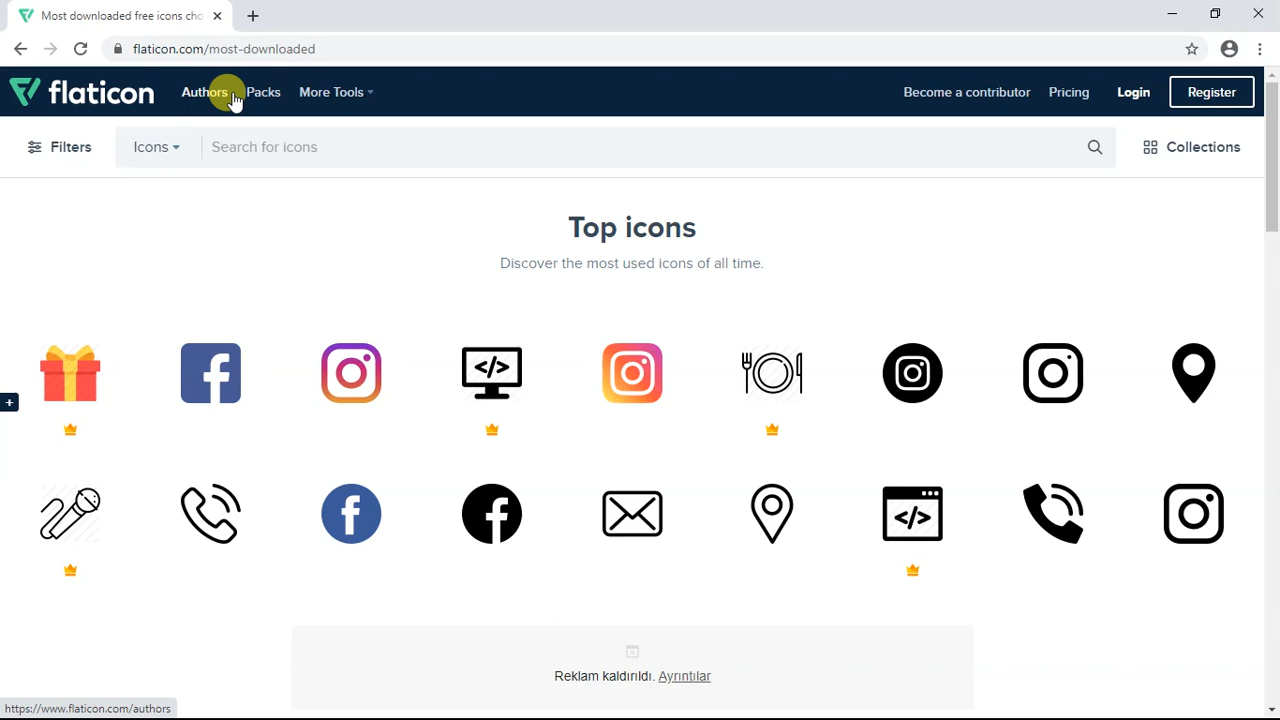 Most downloaded free icons cho
flaticon.com/most-downloaded
flaticon Authors Packs More Tools Become a contributor Pricing Login Register
Filters Icons Search for icons Collections
Top icons
Discover the most used icons of all time.
Reklam kaldırıldı. Ayrıntılar
https://www.flaticon.com/authors